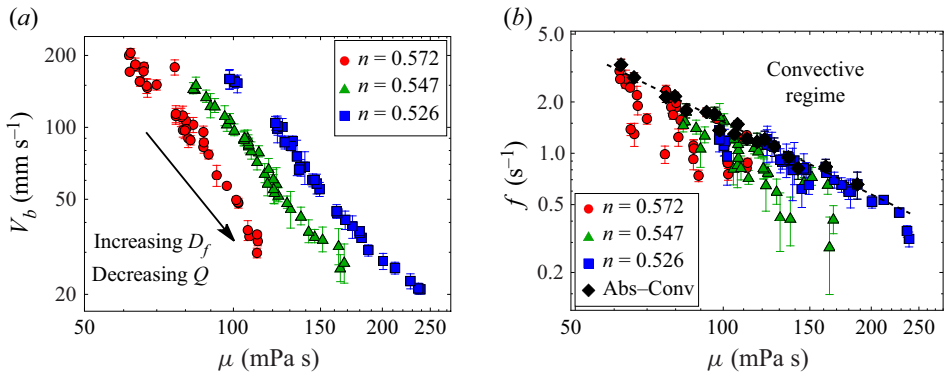 (a)
200
100
50
20
V_b (mm s⁻¹)
n = 0.572
n = 0.547
n = 0.526
Increasing D_f
Decreasing Q
50
100
150
200
250
μ (mPa s)
(b)
5.0
2.0
1.0
0.5
0.2
f (s⁻¹)
Convective
regime
n = 0.572
n = 0.547
n = 0.526
Abs–Conv
50
100
150
200 250
μ (mPa s)